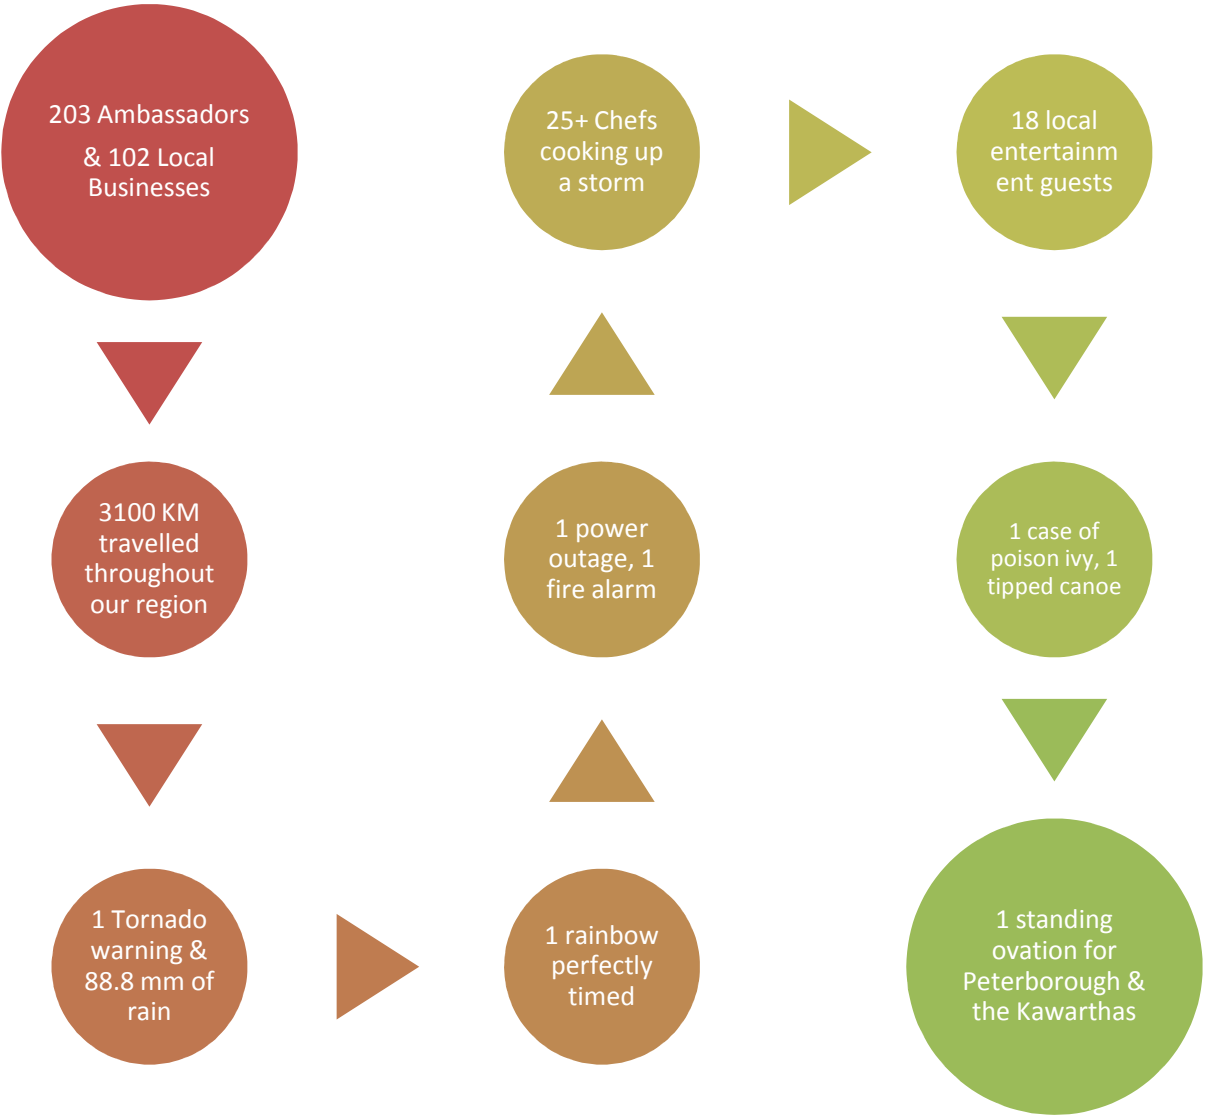 203 Ambassadors
& 102 Local
Businesses
3100 KM
travelled
throughout
our region
1 Tornado
warning &
88.8 mm of
rain
1 rainbow
perfectly
timed
1 power
outage, 1
fire alarm
25+ Chefs
cooking up
a storm
18 local
entertainm
ent guests
1 case of
poison ivy, 1
tipped canoe
1 standing
ovation for
Peterborough &
the Kawarthas